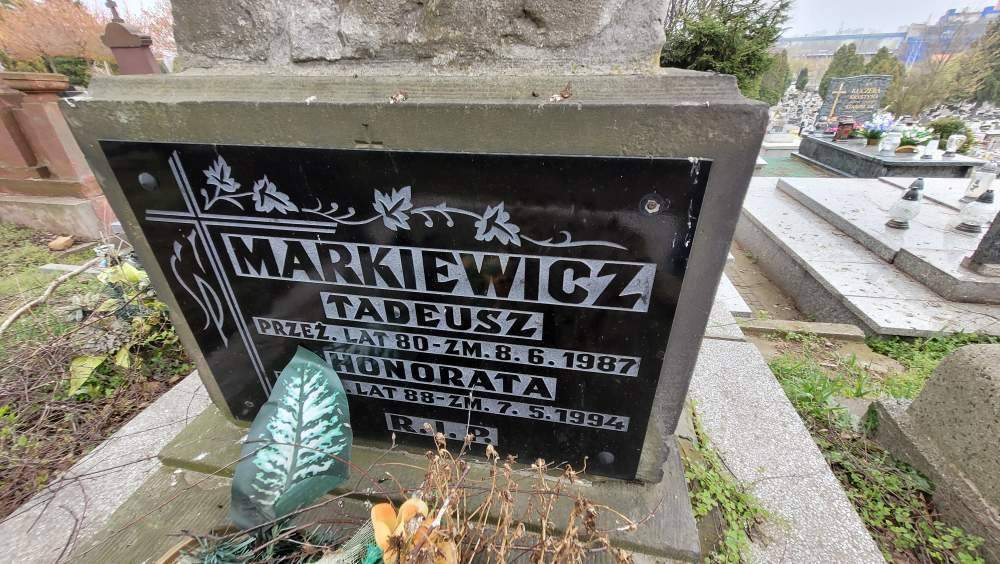 MARKIEWICZ
TADEUSZ
PRZEŻ. LAT 80-ZM. 8.6.1987
HONORATA
LAT 88-ZM. 7.5.1994
R.I.P.